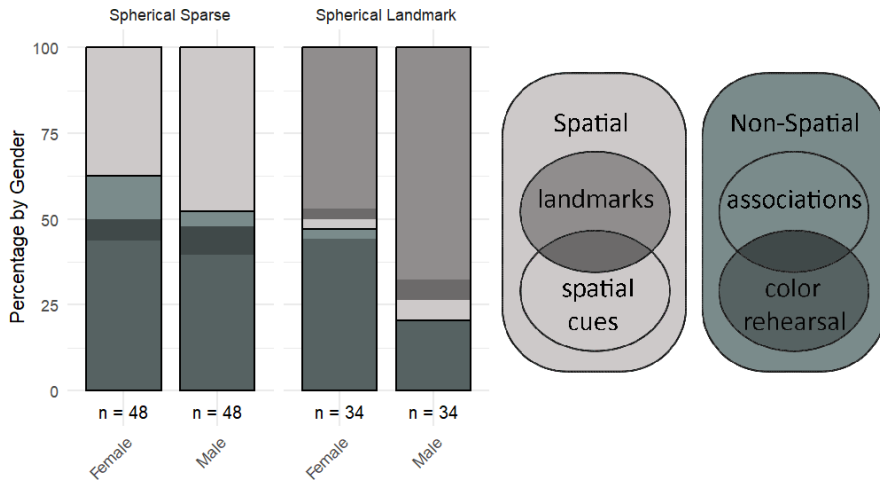 Spherical Sparse
Spherical Landmark
Percentage by Gender
100
75
50
25
0
n = 48
n = 48
n = 34
n = 34
Female
Male
Female
Male
Spatial
landmarks
spatial
cues
Non-Spatial
associations
color
rehearsal